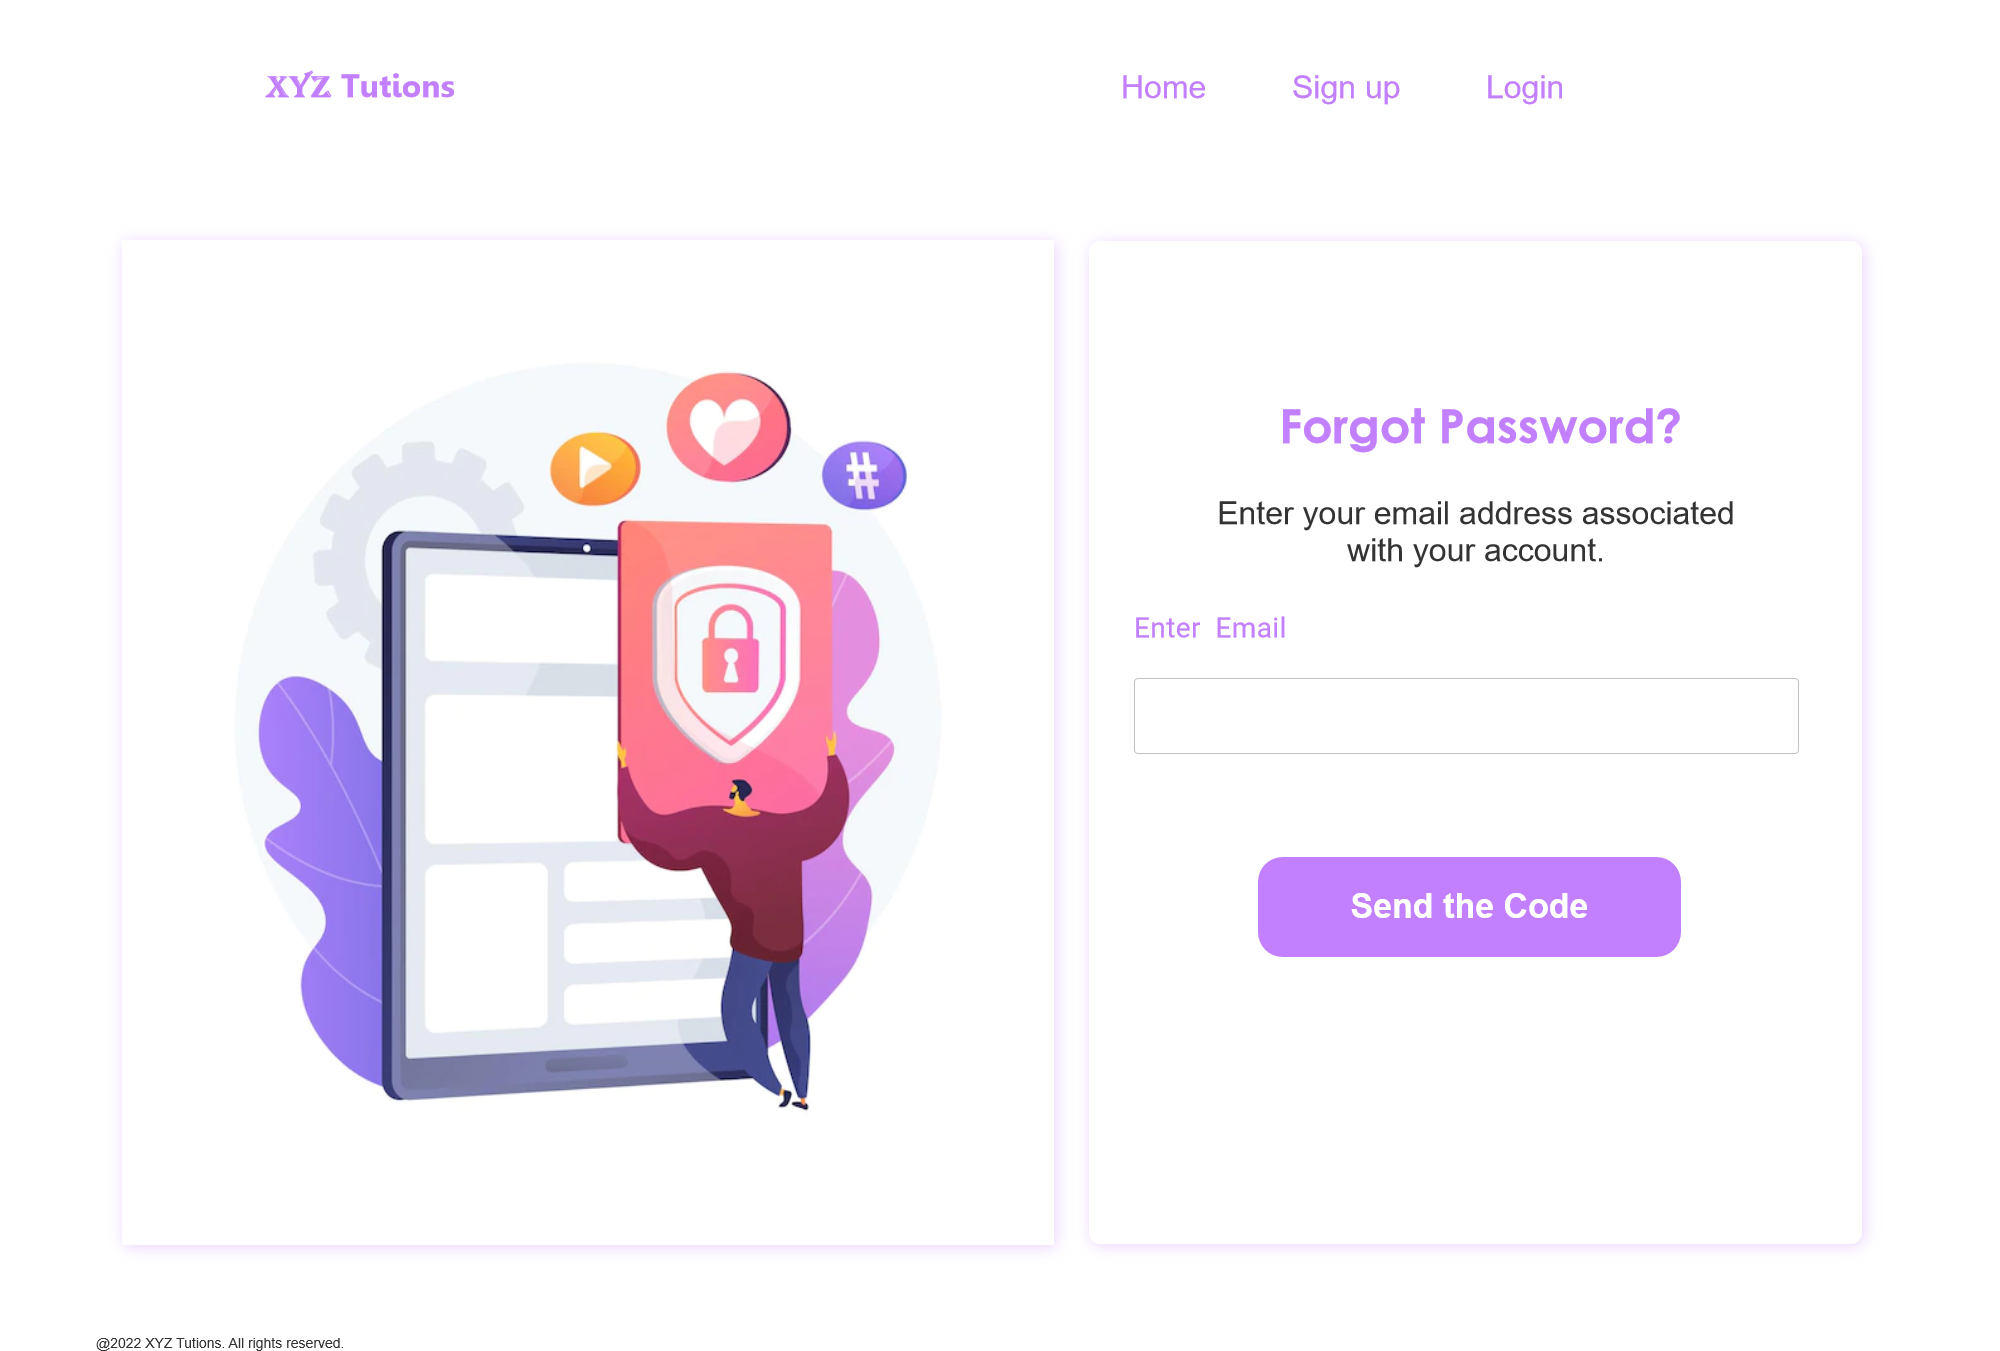 XYZ Tutions
Home
Sign up
Login
Forgot Password?
Enter your email address associated
with your account.
Enter Email
Send the Code
@2022 XYZ Tutions. All rights reserved.